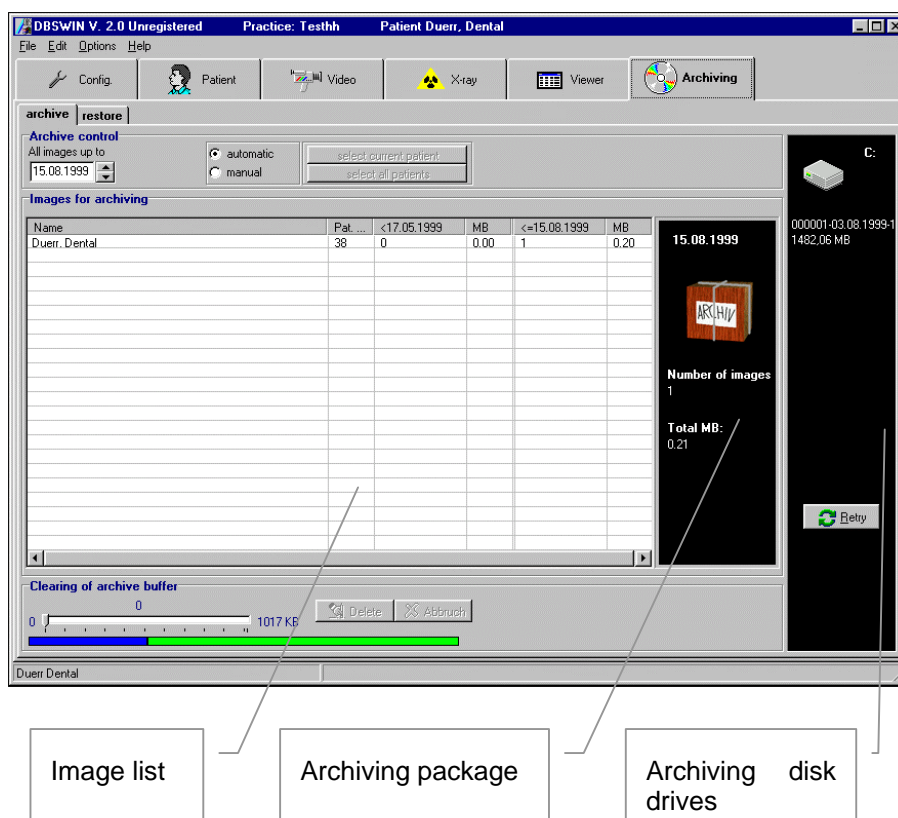 DBSWIN V. 2.0 Unregistered Practice: Testhh Patient Duerr, Dental
File Edit Options Help
Config. Patient Video X-ray Viewer Archiving
archive restore
Archive control
All images up to
15.08.1999
automatic
manual
select current patient
select all patients
C:
000001-03.08.1999-1
1482,06 MB
Images for archiving
Name Pat. ... <17.05.1999 MB <=15.08.1999 MB
Duerr. Dental 38 0 0.00 1 0.20
15.08.1999
ARCHIV
Number of images
1
Total MB:
0.21
Retry
Clearing of archive buffer
0
0 1017 KB
Delete Abbruch
Duerr Dental
Image list
Archiving package
Archiving disk
drives